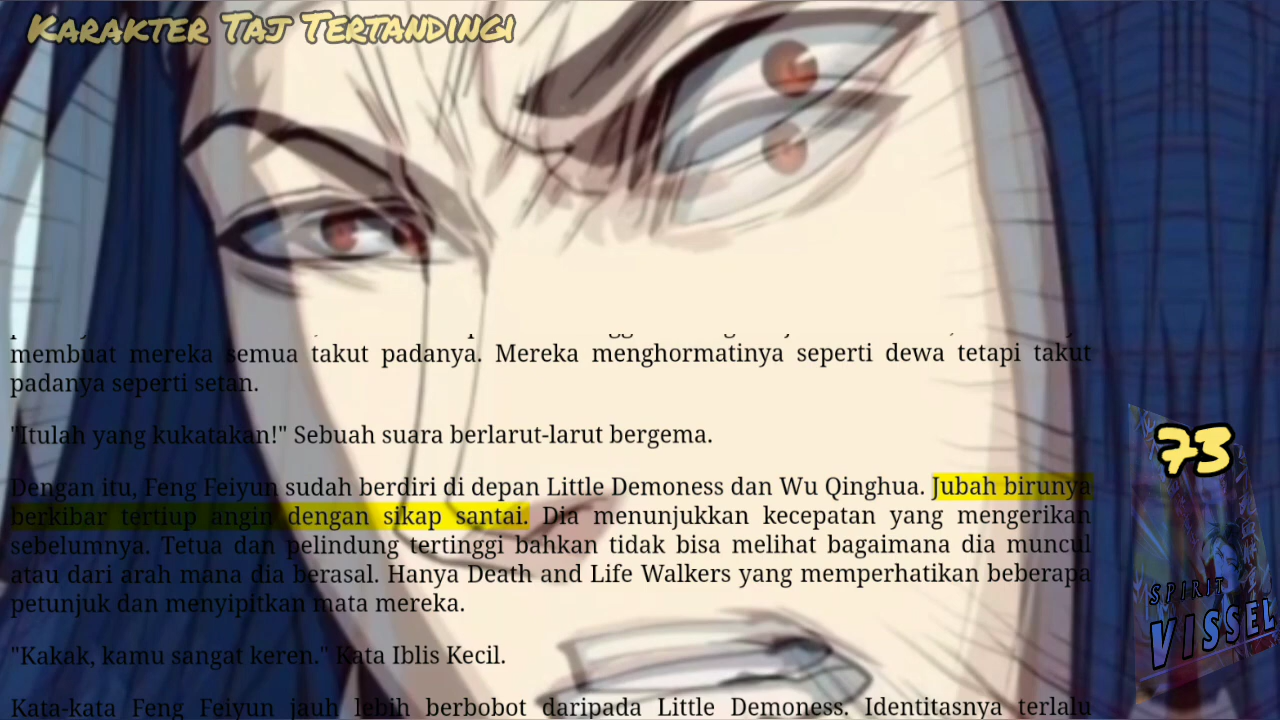 Karakter Taj Tertandingi
membuat mereka semua takut padanya. Mereka menghormatinya seperti dewa tetapi takut
padanya seperti setan.
"Itulah yang kukatakan!" Sebuah suara berlarut-larut bergema.
Dengan itu, Feng Feiyun sudah berdiri di depan Little Demoness dan Wu Qinghua. Jubah birunya
berkibar tertiup angin dengan sikap santai. Dia menunjukkan kecepatan yang mengerikan
sebelumnya. Tetua dan pelindung tertinggi bahkan tidak bisa melihat bagaimana dia muncul
atau dari arah mana dia berasal. Hanya Death and Life Walkers yang memperhatikan beberapa
petunjuk dan menyipitkan mata mereka.
"Kakak, kamu sangat keren." Kata Iblis Kecil.
Kata-kata Feng Feiyun jauh lebih berbobot daripada Little Demoness. Identitasnya terlalu
73
SPIRIT
VISSEL